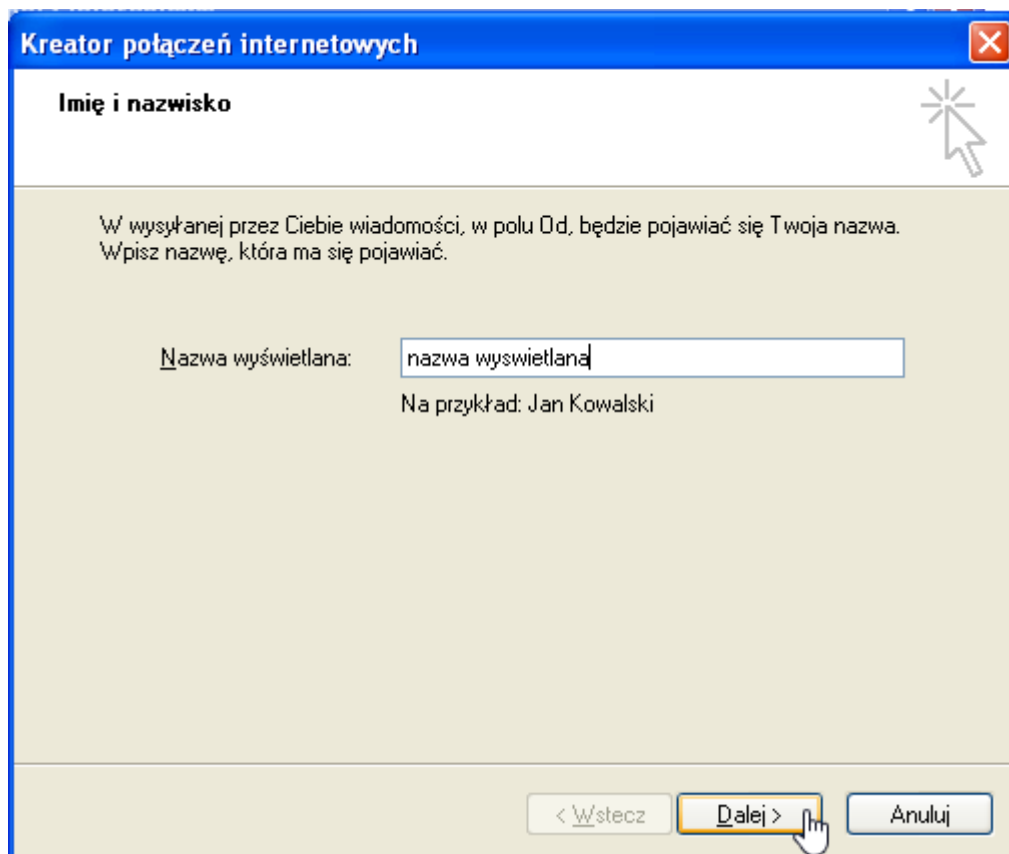 Kreator połączeń internetowych
Imię i nazwisko
W wysyłanej przez Ciebie wiadomości, w polu Od, będzie pojawiać się Twoja nazwa.
Wpisz nazwę, która ma się pojawiać.
Nazwa wyświetlana: nazwa wyswietlana
Na przykład: Jan Kowalski
< Wstecz Dalej > Anuluj